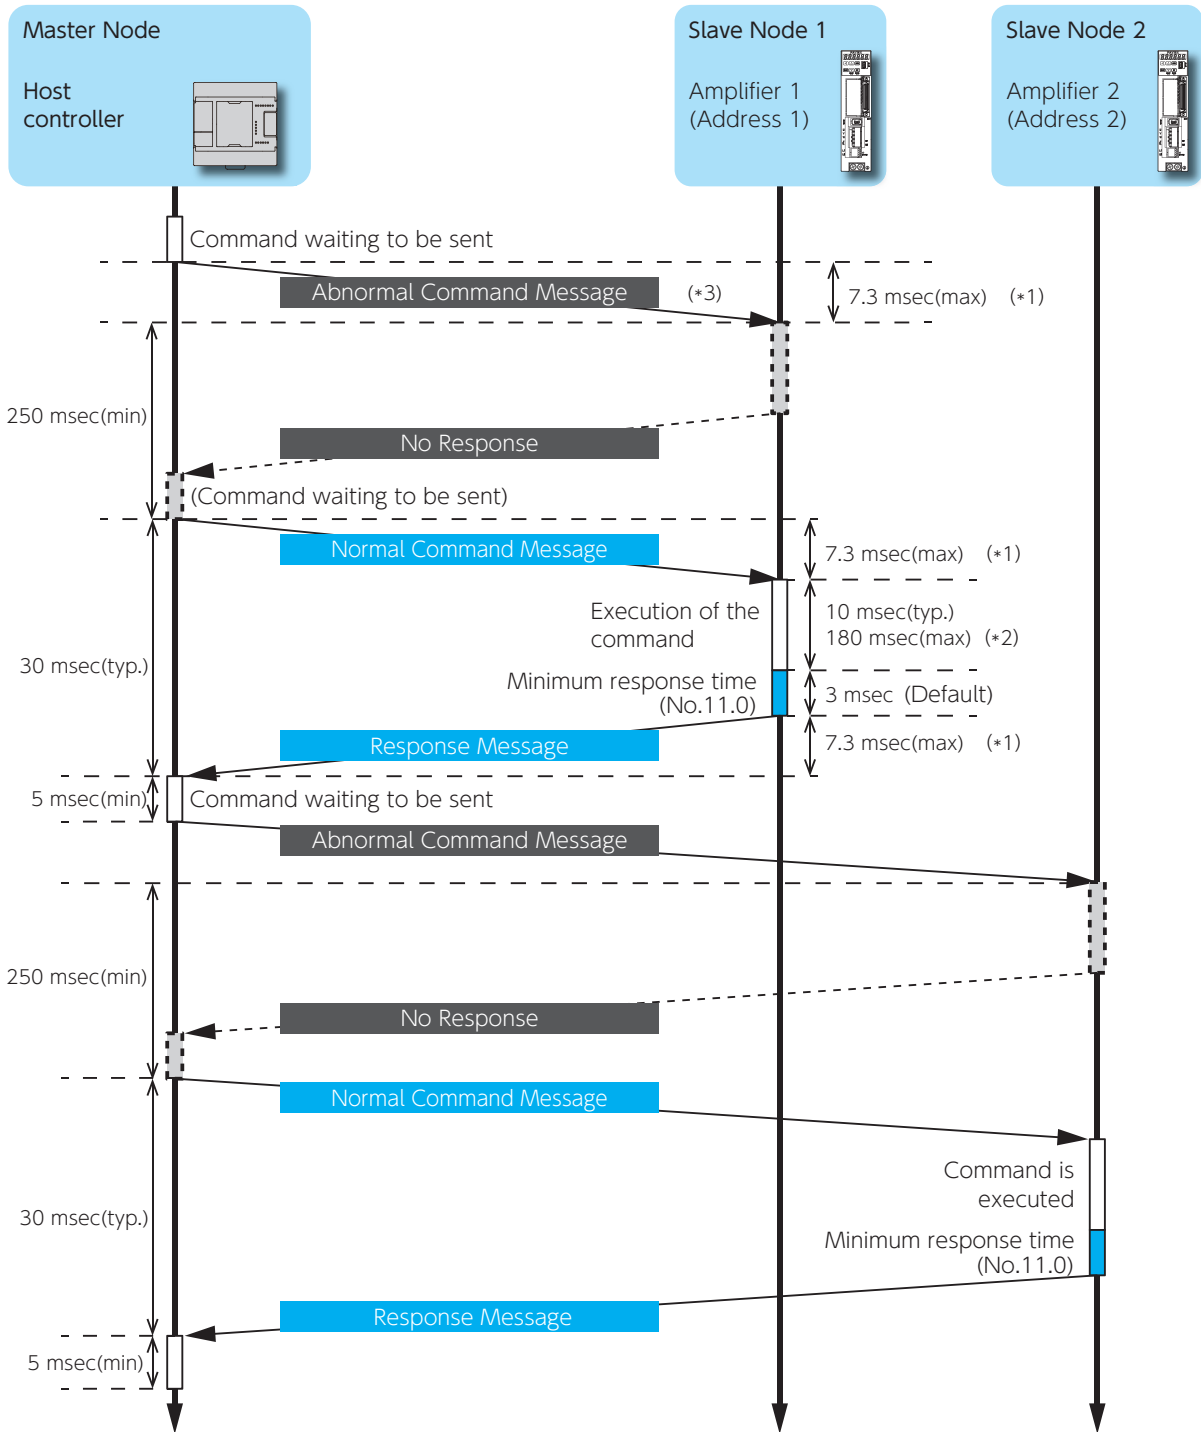 Master Node
Host
controller
Slave Node 1
Amplifier 1
(Address 1)
Slave Node 2
Amplifier 2
(Address 2)
Command waiting to be sent
Abnormal Command Message
(*3)
7.3 msec(max) (*1)
250 msec(min)
No Response
(Command waiting to be sent)
Normal Command Message
7.3 msec(max) (*1)
Execution of the
command
10 msec(typ.)
180 msec(max) (*2)
30 msec(typ.)
Minimum response time
(No.11.0)
3 msec (Default)
Response Message
7.3 msec(max) (*1)
5 msec(min)
Command waiting to be sent
Abnormal Command Message
250 msec(min)
No Response
Normal Command Message
Command is
executed
30 msec(typ.)
Minimum response time
(No.11.0)
Response Message
5 msec(min)